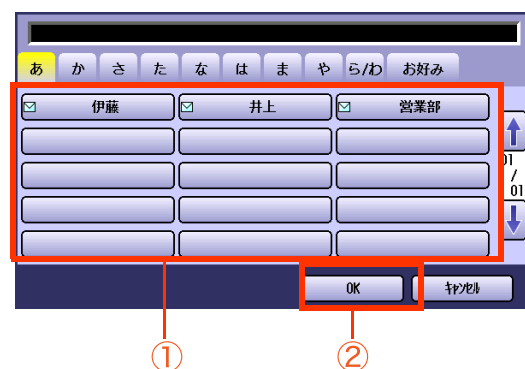 あ か さ た な は ま や ら/わ お好み
伊藤 井上 営業部
01
/
01
OK ｷｬﾝｾﾙ
① ②